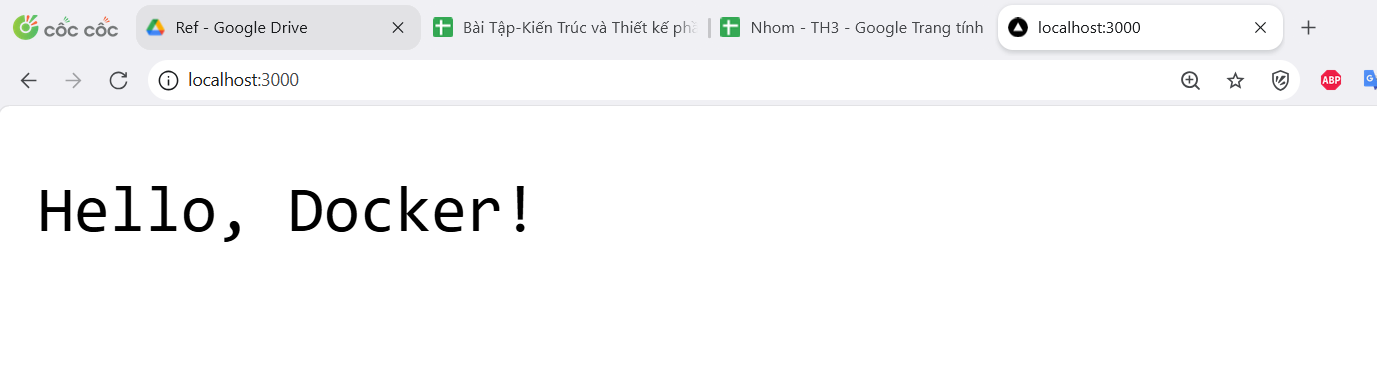 cốc cốc
Ref - Google Drive
Bài Tập-Kiến Trúc và Thiết kế
Nhom - TH3 - Google Trang tính
localhost:3000
localhost:3000
ABP
G
Hello, Docker!